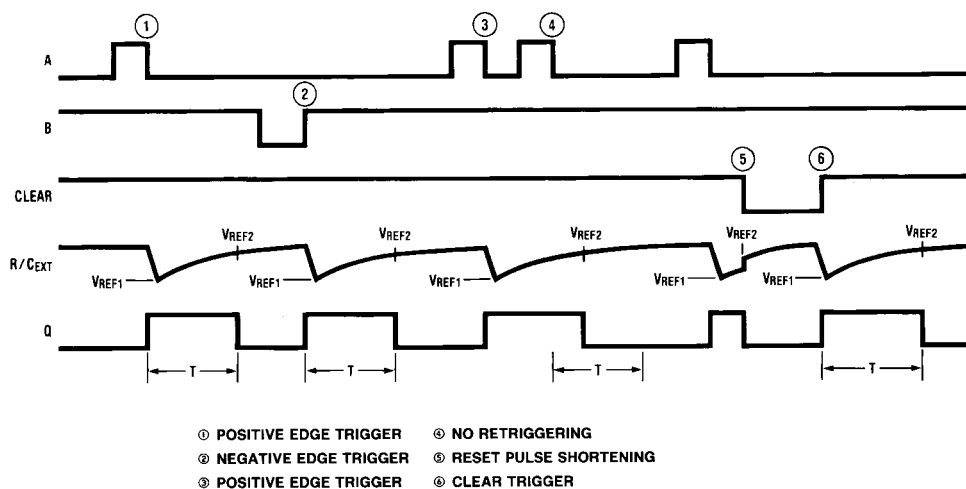 ① ③ ④
A
②
B
⑤ ⑥
CLEAR
VREF2 VREF2 VREF2 VREF2 VREF2
R/CEXT
VREF1 VREF1 VREF1 VREF1 VREF1
Q
T T T T
① POSITIVE EDGE TRIGGER ④ NO RETRIGGERING
② NEGATIVE EDGE TRIGGER ⑤ RESET PULSE SHORTENING
③ POSITIVE EDGE TRIGGER ⑥ CLEAR TRIGGER